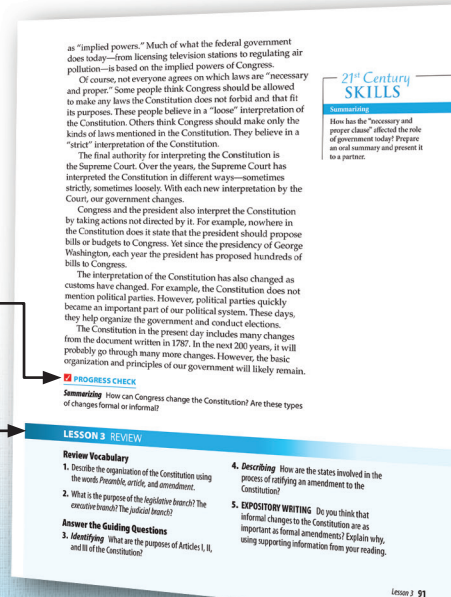 as "implied powers." Much of what the federal government
does today—from licensing television stations to regulating air
pollution—is based on the implied powers of Congress.
Of course, not everyone agrees on which laws are "necessary
and proper." Some people think Congress should be allowed
to make any laws the Constitution does not forbid and that fit
its purposes. These people believe in a "loose" interpretation of
the Constitution. Others think Congress should make only the
kinds of laws mentioned in the Constitution. They believe in a
"strict" interpretation of the Constitution.
The final authority for interpreting the Constitution is
the Supreme Court. Over the years, the Supreme Court has
interpreted the Constitution in different ways—sometimes
strictly, sometimes loosely. With each new interpretation by the
Court, our government changes.
Congress and the president also interpret the Constitution
by taking actions not directed by it. For example, nowhere in
the Constitution does it state that the president should propose
bills or budgets to Congress. Yet since the presidency of George
Washington, each year the president has proposed hundreds of
bills to Congress.
The interpretation of the Constitution has also changed as
customs have changed. For example, the Constitution does not
mention political parties. However, political parties quickly
became an important part of our political system. These days,
they help organize the government and conduct elections.
The Constitution in the present day includes many changes
from the document written in 1787. In the next 200 years, it will
probably go through many more changes. However, the basic
organization and principles of our government will likely remain.
21st Century
SKILLS
Summarizing
How has the "necessary and
proper clause" affected the role
of government today? Prepare
an oral summary and present it
to a partner.
PROGRESS CHECK
Summarizing How can Congress change the Constitution? Are these types
of changes formal or informal?
LESSON 3 REVIEW
Review Vocabulary
1. Describe the organization of the Constitution using
the words Preamble, article, and amendment.
2. What is the purpose of the legislative branch? The
executive branch? The judicial branch?
Answer the Guiding Questions
3. Identifying What are the purposes of Articles I, II,
and III of the Constitution?
4. Describing How are the states involved in the
process of ratifying an amendment to the
Constitution?
5. EXPOSITORY WRITING Do you think that
informal changes to the Constitution are as
important as formal amendments? Explain why,
using supporting information from your reading.
Lesson 3 91